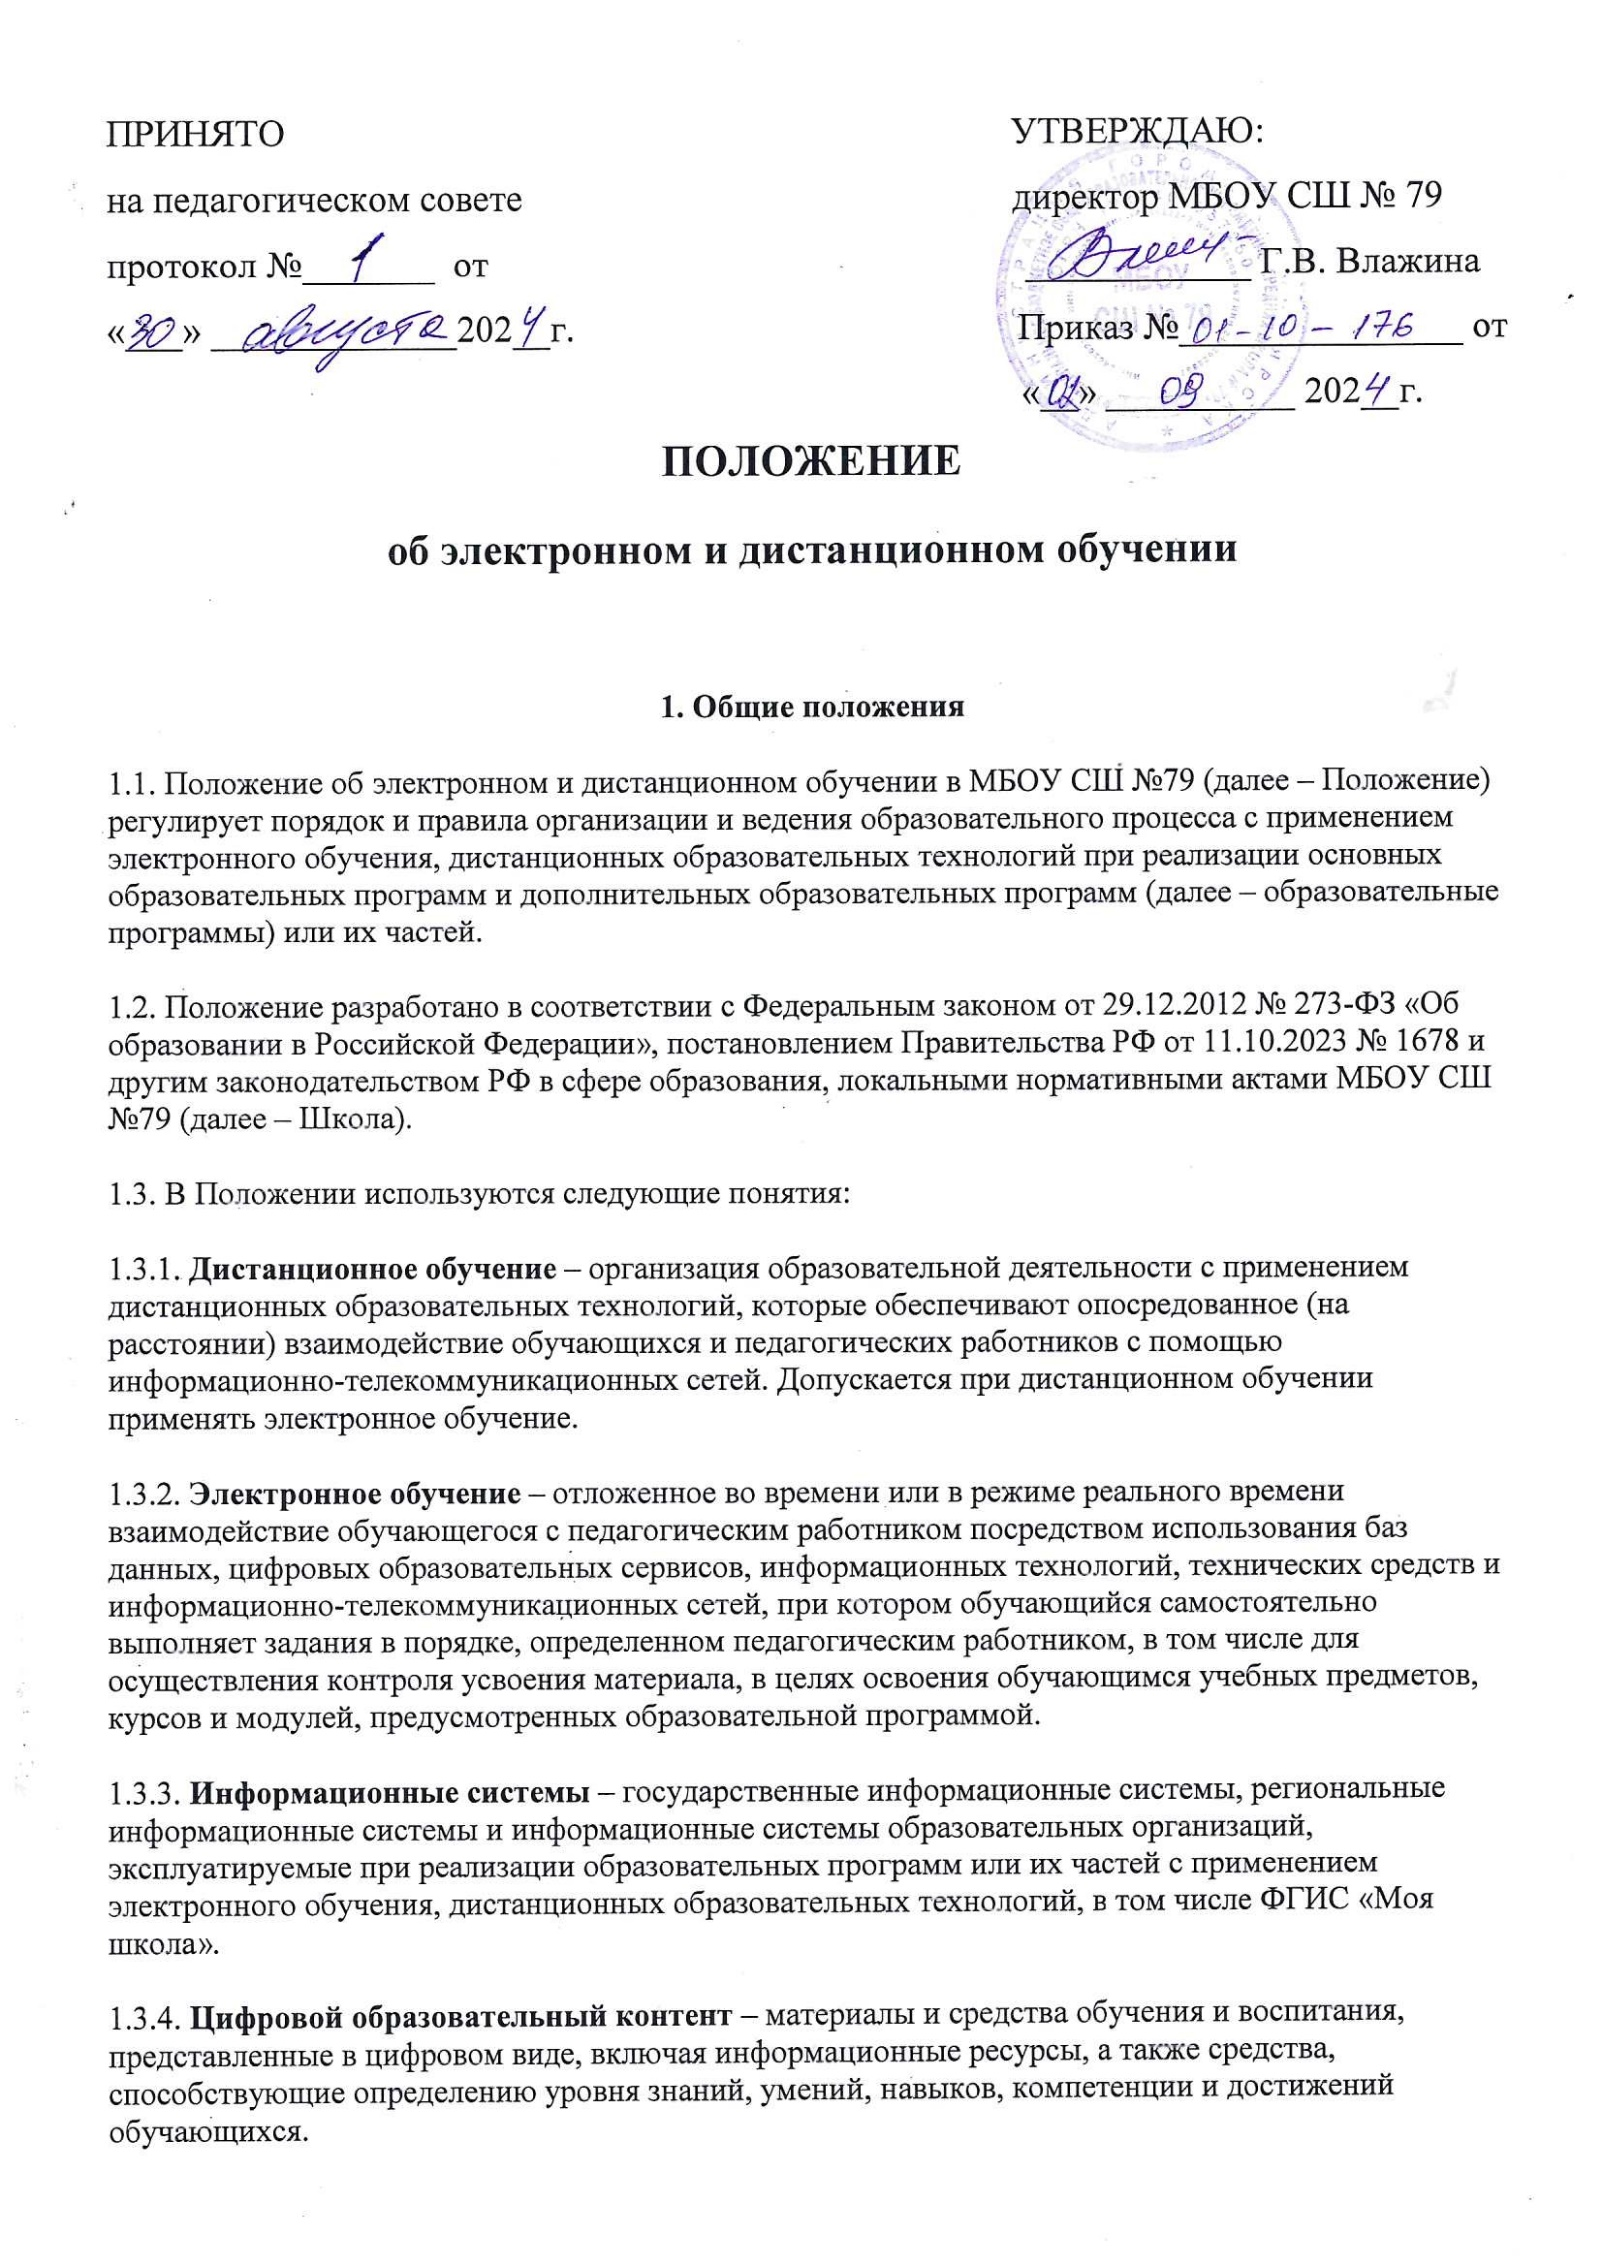 ПРИНЯТО
на педагогическом совете
протокол № 1 от
«30» августа 2024 г.
УТВЕРЖДАЮ:
директор МБОУ СШ № 79
Г.В. Влажина
Приказ № 01-10-176 от
«02» 09 2024 г.
МБОУ
СШ № 79
ПОЛОЖЕНИЕ
об электронном и дистанционном обучении
1. Общие положения
1.1. Положение об электронном и дистанционном обучении в МБОУ СШ №79 (далее – Положение)
регулирует порядок и правила организации и ведения образовательного процесса с применением
электронного обучения, дистанционных образовательных технологий при реализации основных
образовательных программ и дополнительных образовательных программ (далее – образовательные
программы) или их частей.
1.2. Положение разработано в соответствии с Федеральным законом от 29.12.2012 № 273-ФЗ «Об
образовании в Российской Федерации», постановлением Правительства РФ от 11.10.2023 № 1678 и
другим законодательством РФ в сфере образования, локальными нормативными актами МБОУ СШ
№79 (далее – Школа).
1.3. В Положении используются следующие понятия:
1.3.1. Дистанционное обучение – организация образовательной деятельности с применением
дистанционных образовательных технологий, которые обеспечивают опосредованное (на
расстоянии) взаимодействие обучающихся и педагогических работников с помощью
информационно-телекоммуникационных сетей. Допускается при дистанционном обучении
применять электронное обучение.
1.3.2. Электронное обучение – отложенное во времени или в режиме реального времени
взаимодействие обучающегося с педагогическим работником посредством использования баз
данных, цифровых образовательных сервисов, информационных технологий, технических средств и
информационно-телекоммуникационных сетей, при котором обучающийся самостоятельно
выполняет задания в порядке, определенном педагогическим работником, в том числе для
осуществления контроля усвоения материала, в целях освоения обучающимся учебных предметов,
курсов и модулей, предусмотренных образовательной программой.
1.3.3. Информационные системы – государственные информационные системы, региональные
информационные системы и информационные системы образовательных организаций,
эксплуатируемые при реализации образовательных программ или их частей с применением
электронного обучения, дистанционных образовательных технологий, в том числе ФГИС «Моя
школа».
1.3.4. Цифровой образовательный контент – материалы и средства обучения и воспитания,
представленные в цифровом виде, включая информационные ресурсы, а также средства,
способствующие определению уровня знаний, умений, навыков, компетенции и достижений
обучающихся.